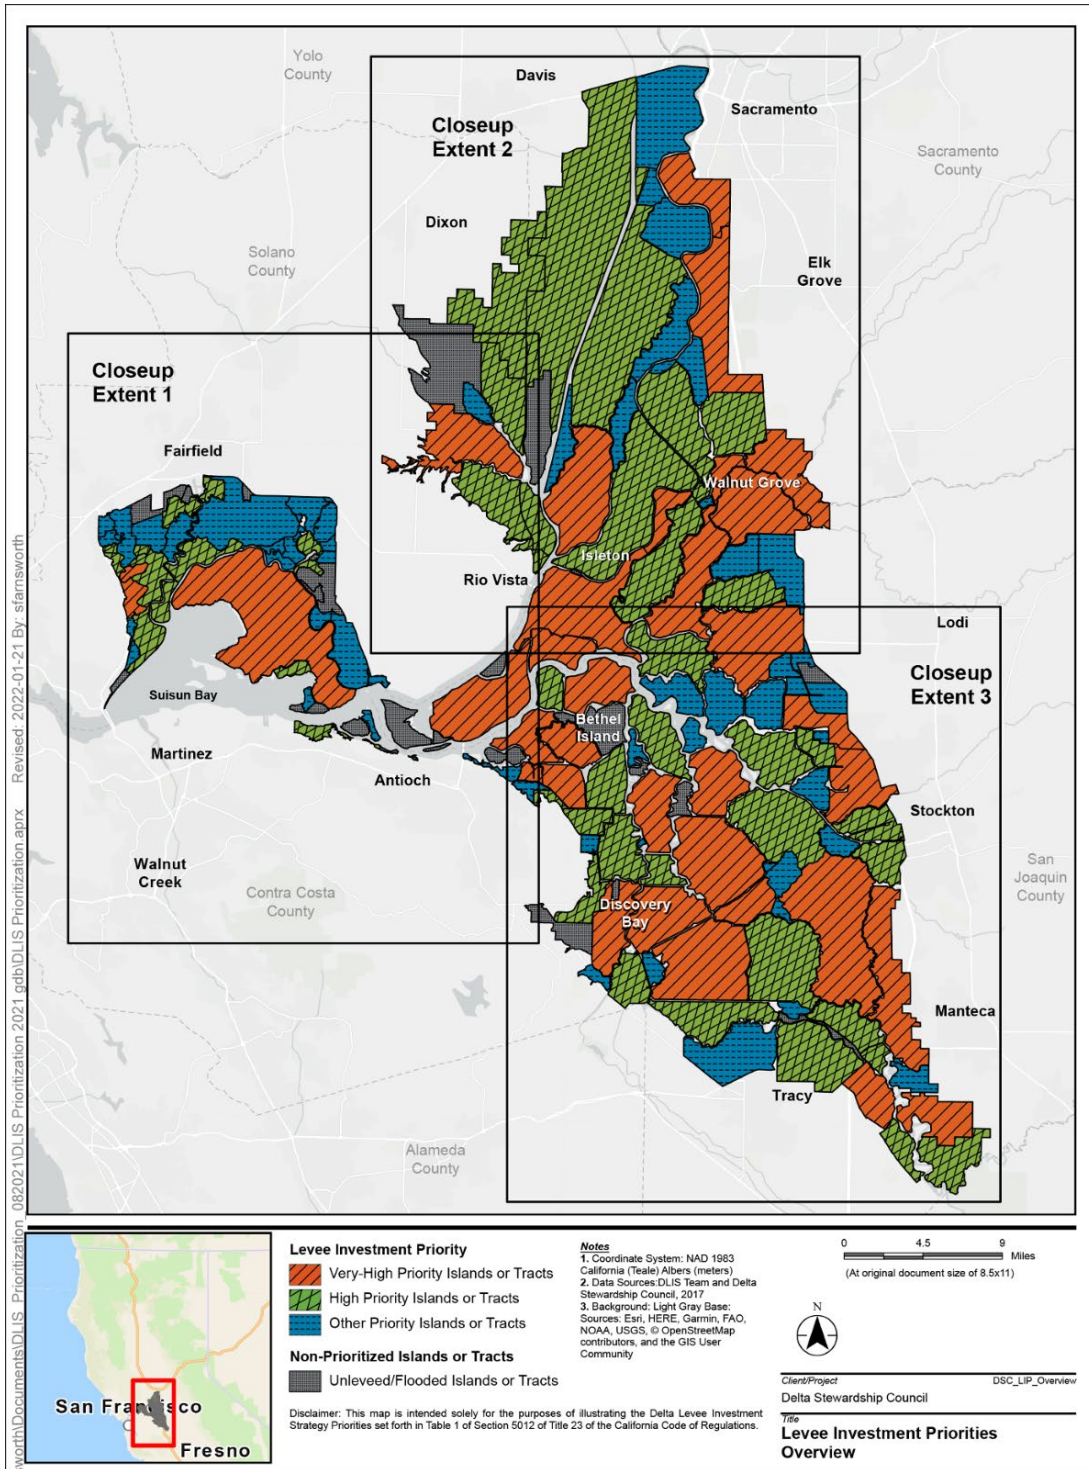 Yolo
County
Davis
Sacramento
Closeup
Extent 2
Sacramento
County
Dixon
Solano
County
Elk
Grove
Closeup
Extent 1
Fairfield
Walnut Grove
Isleton
Rio Vista
Lodi
Closeup
Extent 3
Suisun Bay
Bethel
Island
Martinez
Antioch
Stockton
Walnut
Creek
San
Joaquin
County
Contra Costa
County
Discovery
Bay
Manteca
Tracy
Alameda
County
sworth\Documents\DLIS_Prioritization_082021\DLIS Prioritization 2021 gdb\DLIS Prioritization.aprx Revised: 2022-01-21 By: sfarnsworth
San Francisco
Fresno
Levee Investment Priority
Very-High Priority Islands or Tracts
High Priority Islands or Tracts
Other Priority Islands or Tracts
Non-Prioritized Islands or Tracts
Unleveed/Flooded Islands or Tracts
Notes
1. Coordinate System: NAD 1983
California (Teale) Albers (meters)
2. Data Sources:DLIS Team and Delta
Stewardship Council, 2017
3. Background: Light Gray Base:
Sources: Esri, HERE, Garmin, FAO,
NOAA, USGS, © OpenStreetMap
contributors, and the GIS User
Community
Disclaimer: This map is intended solely for the purposes of illustrating the Delta Levee Investment
Strategy Priorities set forth in Table 1 of Section 5012 of Title 23 of the California Code of Regulations.
0 4.5 9
Miles
(At original document size of 8.5x11)
N
Client/Project DSC_LIP_Overview
Delta Stewardship Council
Title
Levee Investment Priorities
Overview